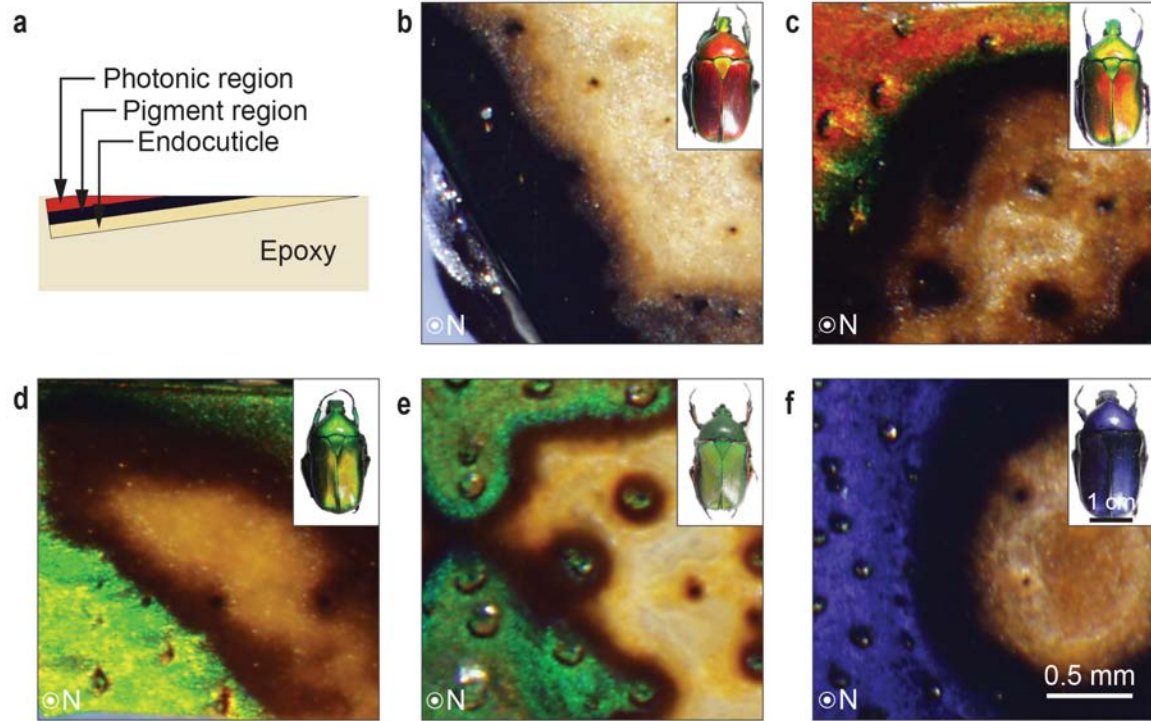 a
Photonic region
Pigment region
Endocuticle
Epoxy
b
N
c
N
d
N
e
N
f
1 cm
0.5 mm
N